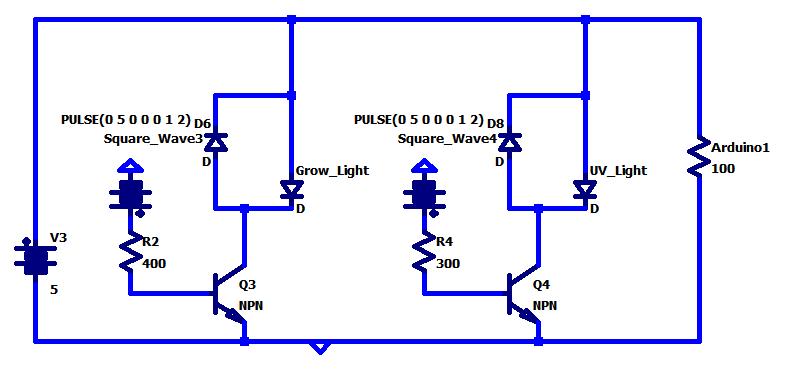 PULSE(0 5 0 0 0 1 2)
D6
Square_Wave3
D
Grow_Light
D
R2
400
Q3
NPN
PULSE(0 5 0 0 0 1 2)
D8
Square_Wave4
D
UV_Light
D
R4
300
Q4
NPN
Arduino1
100
V3
5